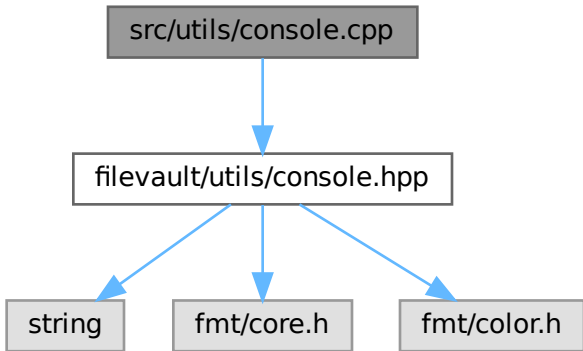 src/utils/console.cpp
filevault/utils/console.hpp
string
fmt/core.h
fmt/color.h